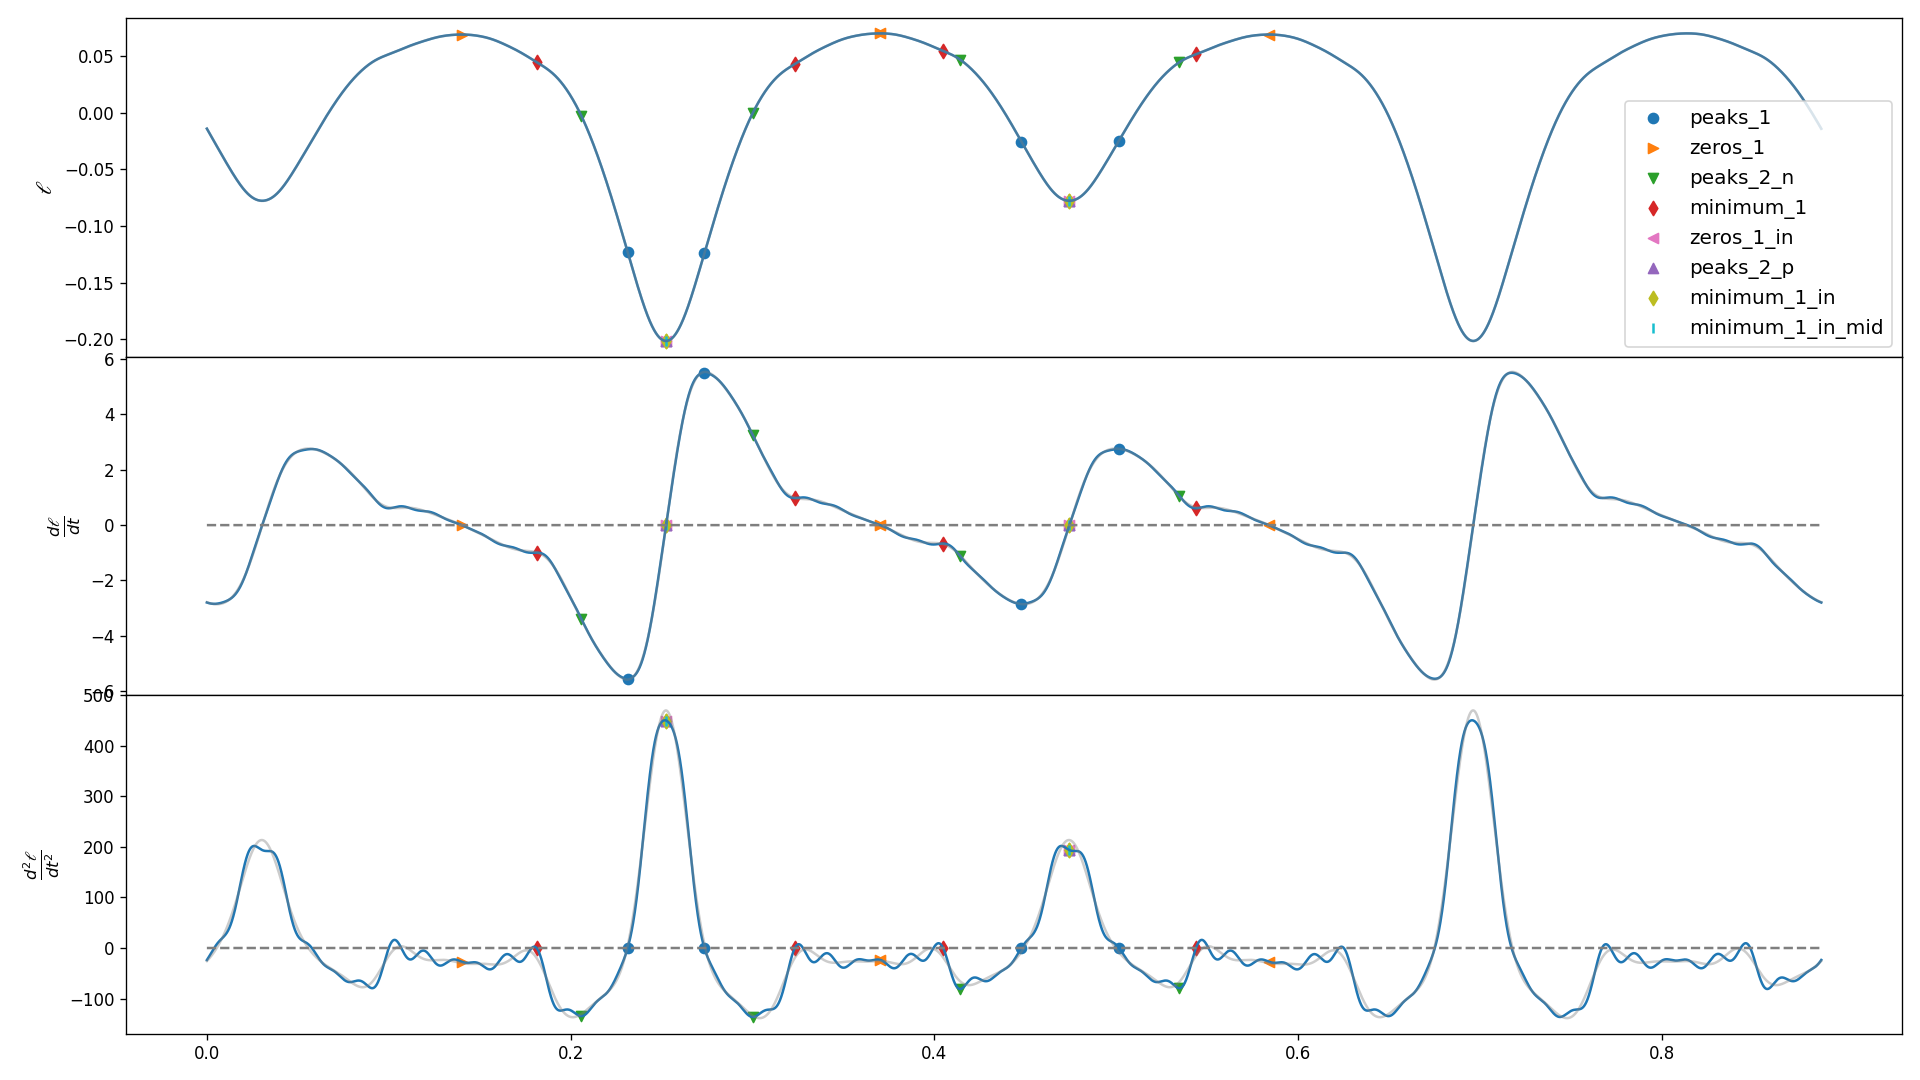 0.05
0.00
−0.05
−0.10
−0.15
−0.20
ℓ
peaks_1
zeros_1
peaks_2_n
minimum_1
zeros_1_in
peaks_2_p
minimum_1_in
minimum_1_in_mid
6
4
2
0
−2
−4
−6
dℓ
dt
500
400
300
200
100
0
−100
d²ℓ
dt²
0.0 0.2 0.4 0.6 0.8